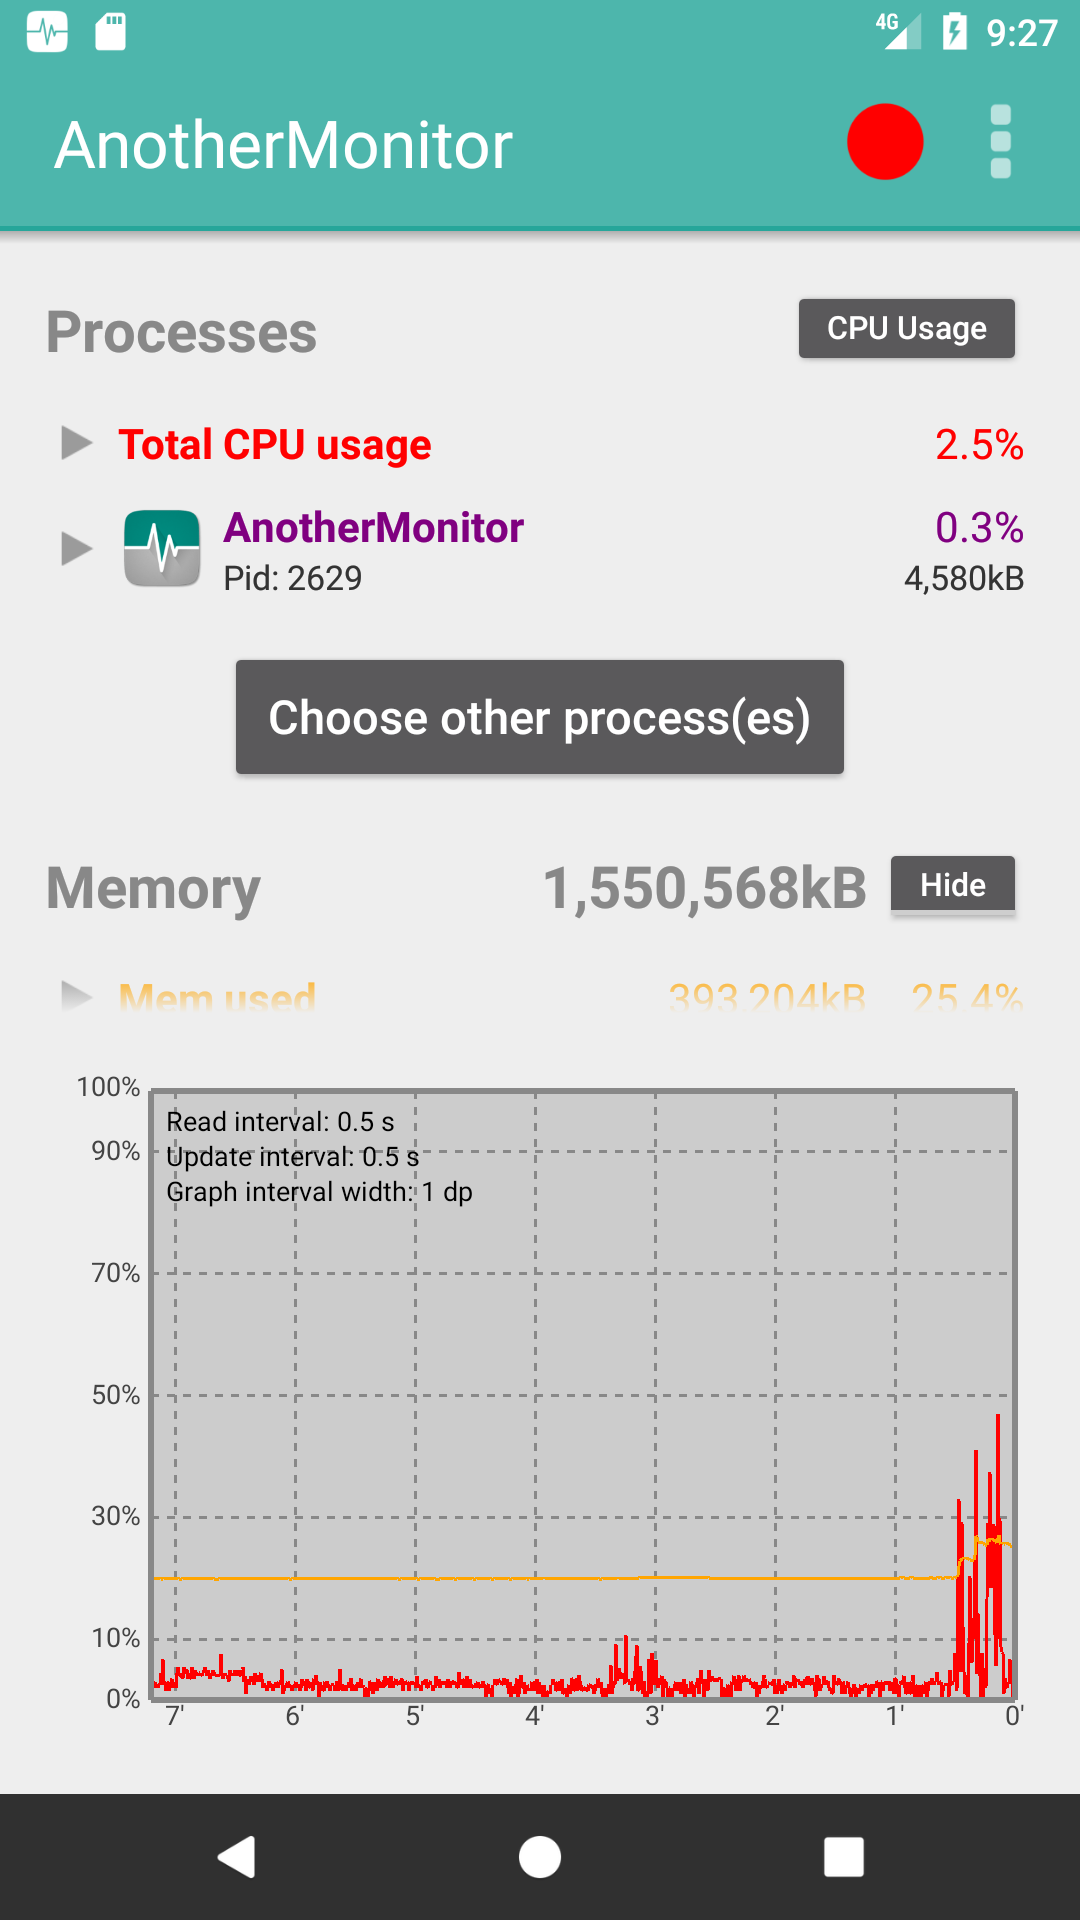 4G 9:27
AnotherMonitor
Processes CPU Usage
Total CPU usage 2.5%
AnotherMonitor 0.3%
Pid: 2629 4,580kB
Choose other process(es)
Memory 1,550,568kB Hide
Mem used 393,204kB 25.4%
100%
Read interval: 0.5 s
90% Update interval: 0.5 s
Graph interval width: 1 dp
70%
50%
30%
10%
0%
7' 6' 5' 4' 3' 2' 1' 0'